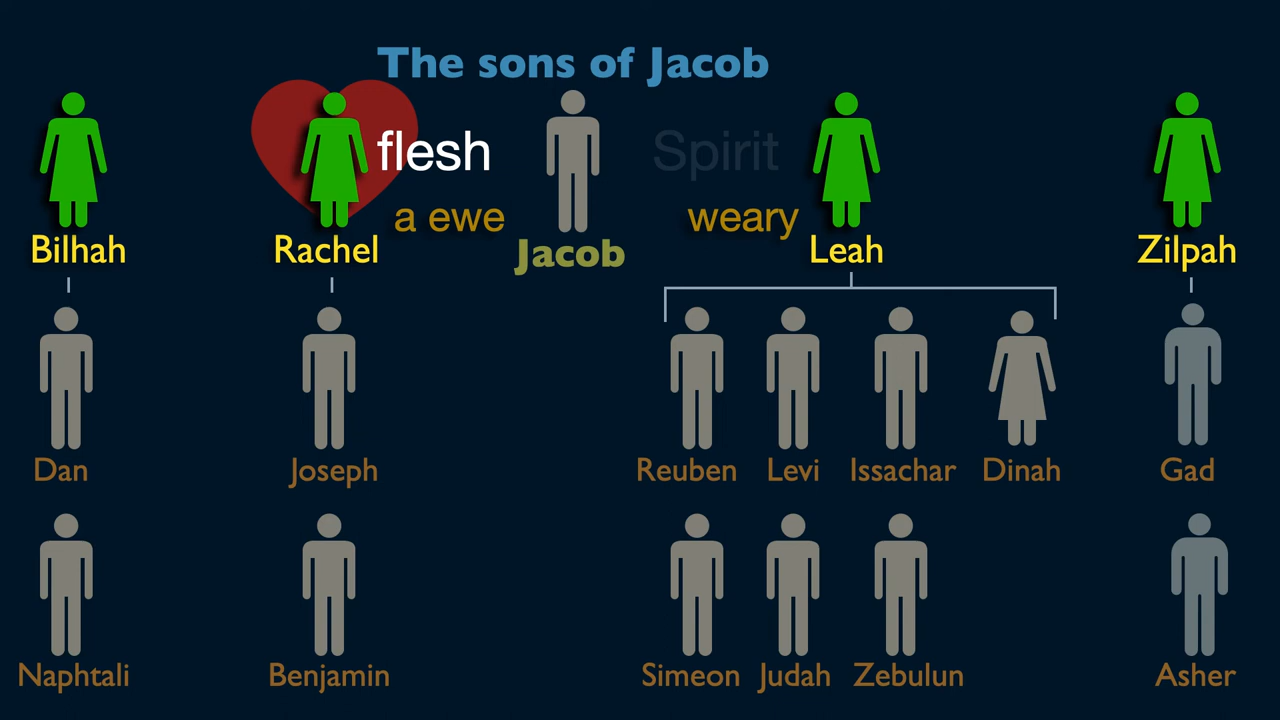 The sons of Jacob
flesh
Spirit
a ewe
weary
Bilhah
Rachel
Jacob
Leah
Zilpah
Dan
Joseph
Reuben
Levi
Issachar
Dinah
Gad
Naphtali
Benjamin
Simeon
Judah
Zebulun
Asher